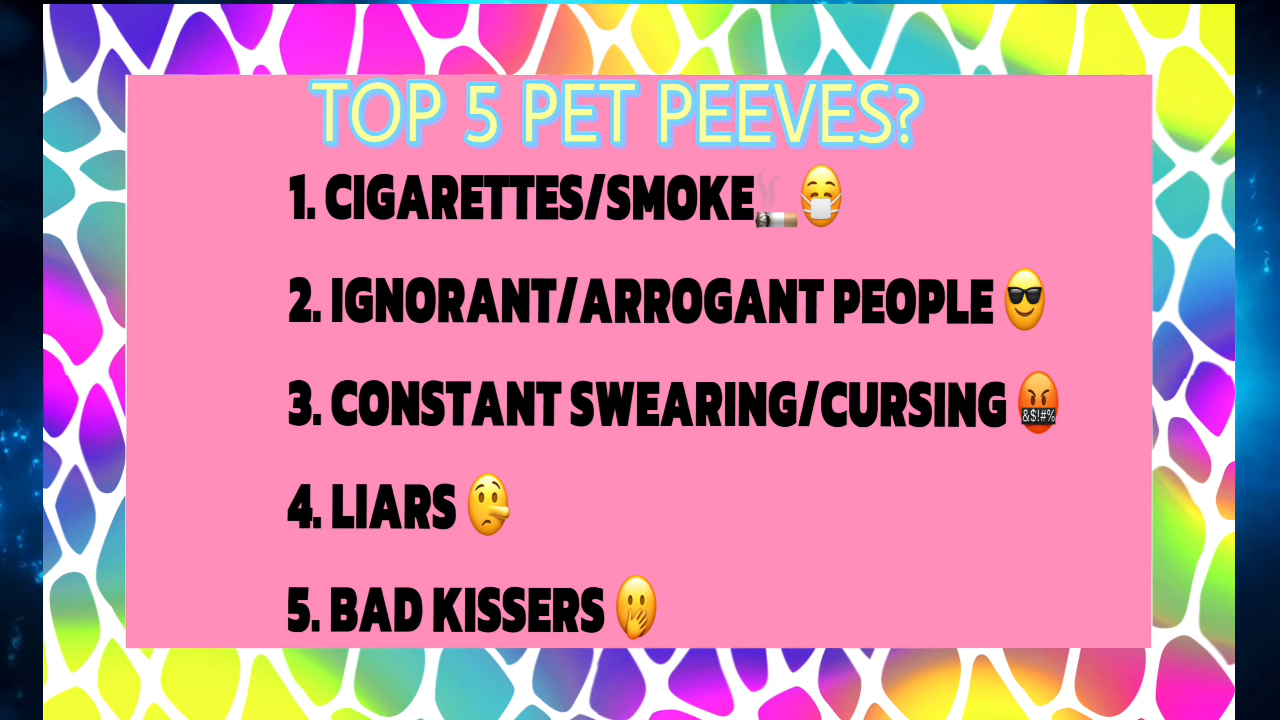 TOP 5 PET PEEVES?
1. CIGARETTES/SMOKE🚬😷
2. IGNORANT/ARROGANT PEOPLE 😎
3. CONSTANT SWEARING/CURSING 🤬
4. LIARS 🤥
5. BAD KISSERS 🫢